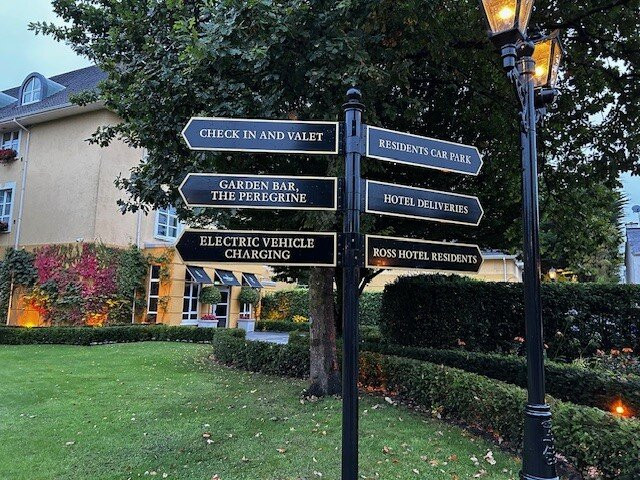 CHECK IN AND VALET
GARDEN BAR,
THE PEREGRINE
ELECTRIC VEHICLE
CHARGING
RESIDENTS CAR PARK
HOTEL DELIVERIES
ROSS HOTEL RESIDENTS